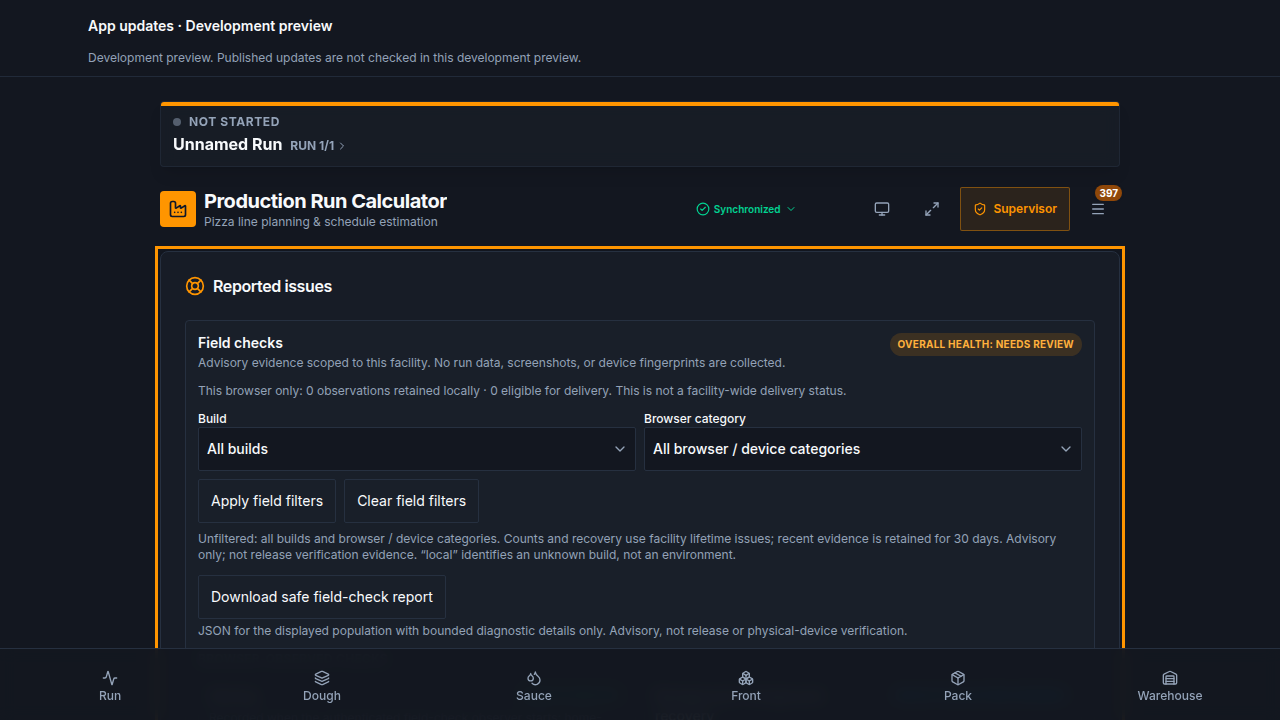 App updates · Development preview
Development preview. Published updates are not checked in this development preview.
NOT STARTED
Unnamed Run RUN 1/1
Production Run Calculator
Pizza line planning & schedule estimation
Synchronized
Supervisor
397
Reported issues
Field checks
OVERALL HEALTH: NEEDS REVIEW
Advisory evidence scoped to this facility. No run data, screenshots, or device fingerprints are collected.
This browser only: 0 observations retained locally · 0 eligible for delivery. This is not a facility-wide delivery status.
Build
Browser category
All builds
All browser / device categories
Apply field filters
Clear field filters
Unfiltered: all builds and browser / device categories. Counts and recovery use facility lifetime issues; recent evidence is retained for 30 days. Advisory
only; not release verification evidence. “local” identifies an unknown build, not an environment.
Download safe field-check report
JSON for the displayed population with bounded diagnostic details only. Advisory, not release or physical-device verification.
Run
Dough
Sauce
Front
Pack
Warehouse